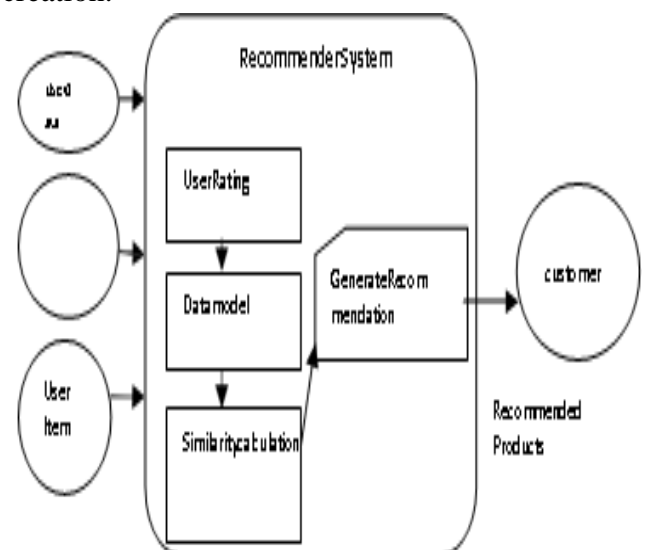 creation.
RecommenderSystem
UserRating
Datamodel
Similaritycalculation
GenerateRecom
mendation
User
Item
customer
Recommended
Products